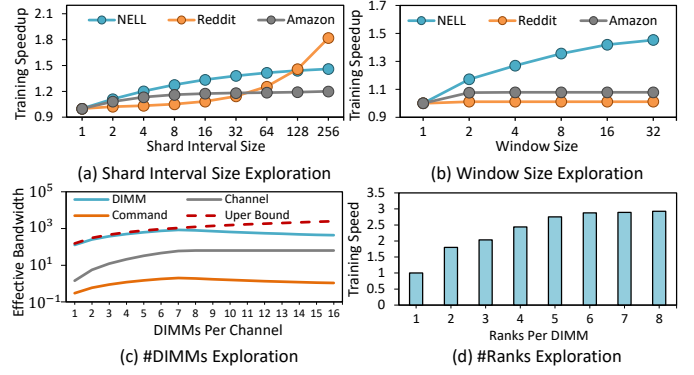 NELL Reddit Amazon
Training Speedup
2.1
1.8
1.5
1.2
0.9
1 2 4 8 16 32 64 128 256
Shard Interval Size
(a) Shard Interval Size Exploration
NELL Reddit Amazon
Training Speedup
1.7
1.5
1.3
1.1
0.9
1 2 4 8 16 32
Window Size
(b) Window Size Exploration
DIMM Channel
Command Uper Bound
Effective Bandwidth
10^5
10^3
10^1
10^-1
1 2 3 4 5 6 7 8 9 10 11 12 13 14 15 16
DIMMs Per Channel
(c) #DIMMs Exploration
Training Speed
3.5
3
2.5
2
1.5
1
0.5
0
1 2 3 4 5 6 7 8
Ranks Per DIMM
(d) #Ranks Exploration